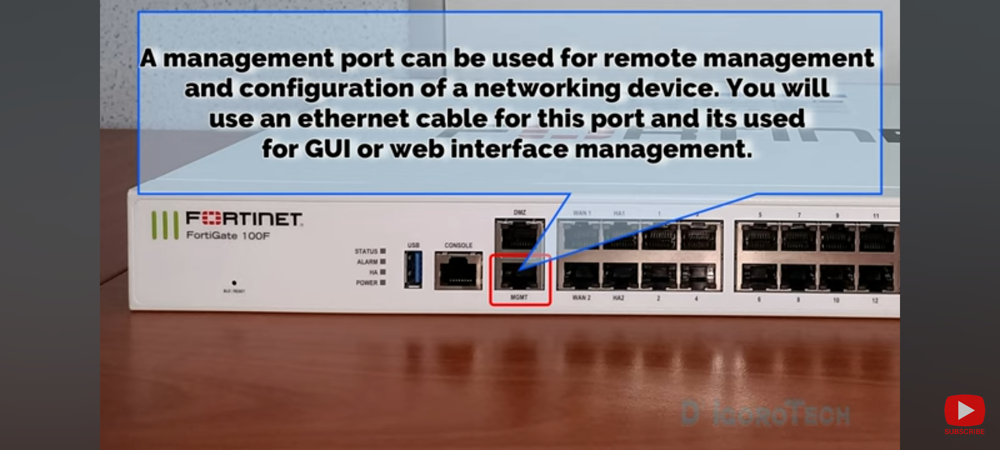 A management port can be used for remote management
and configuration of a networking device. You will
use an ethernet cable for this port and its used
for GUI or web interface management.
FORTINET
FortiGate 100F
DMZ
WAN 1
HA1
1
5
7
9
11
USB
CONSOLE
STATUS
ALARM
HA
POWER
BLE / RESET
MGMT
WAN 2
HA2
2
4
6
8
10
12
D'IGOROTECH
SUBSCRIBE